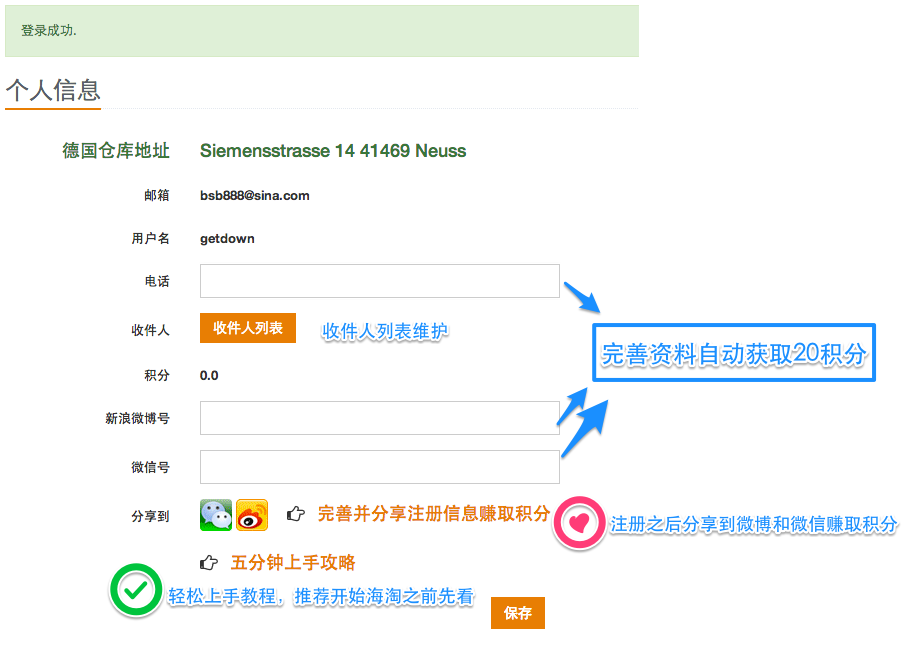 登录成功.
个人信息
德国仓库地址 Siemensstrasse 14 41469 Neuss
邮箱 bsb888@sina.com
用户名 getdown
电话
收件人 收件人列表 收件人列表维护
完善资料自动获取20积分
积分 0.0
新浪微博号
微信号
分享到 完善并分享注册信息赚取积分 注册之后分享到微博和微信赚取积分
五分钟上手攻略
轻松上手教程，推荐开始海淘之前先看
保存